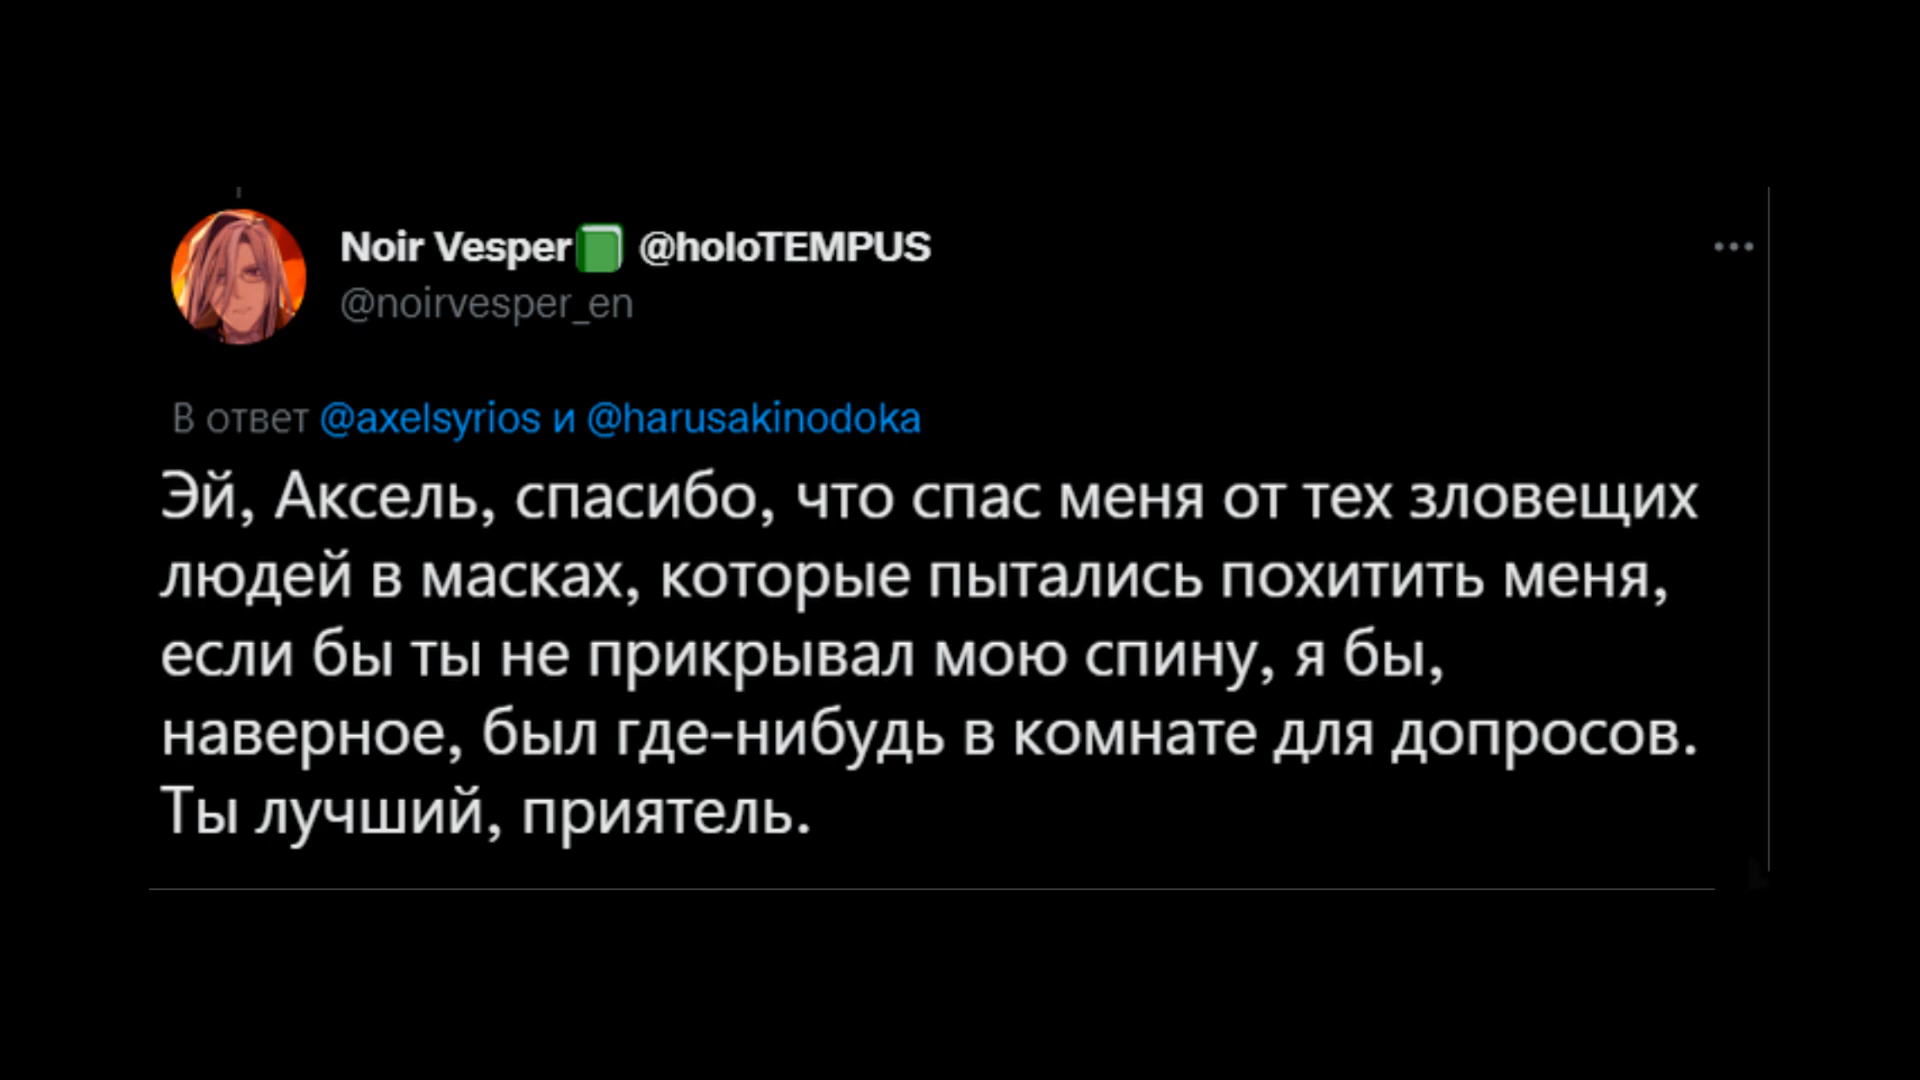 Noir Vesper📗 @holoTEMPUS
@noirvesper_en
В ответ @axelsyrios и @harusakinodoka
Эй, Аксель, спасибо, что спас меня от тех зловещих
людей в масках, которые пытались похитить меня,
если бы ты не прикрывал мою спину, я бы,
наверное, был где-нибудь в комнате для допросов.
Ты лучший, приятель.